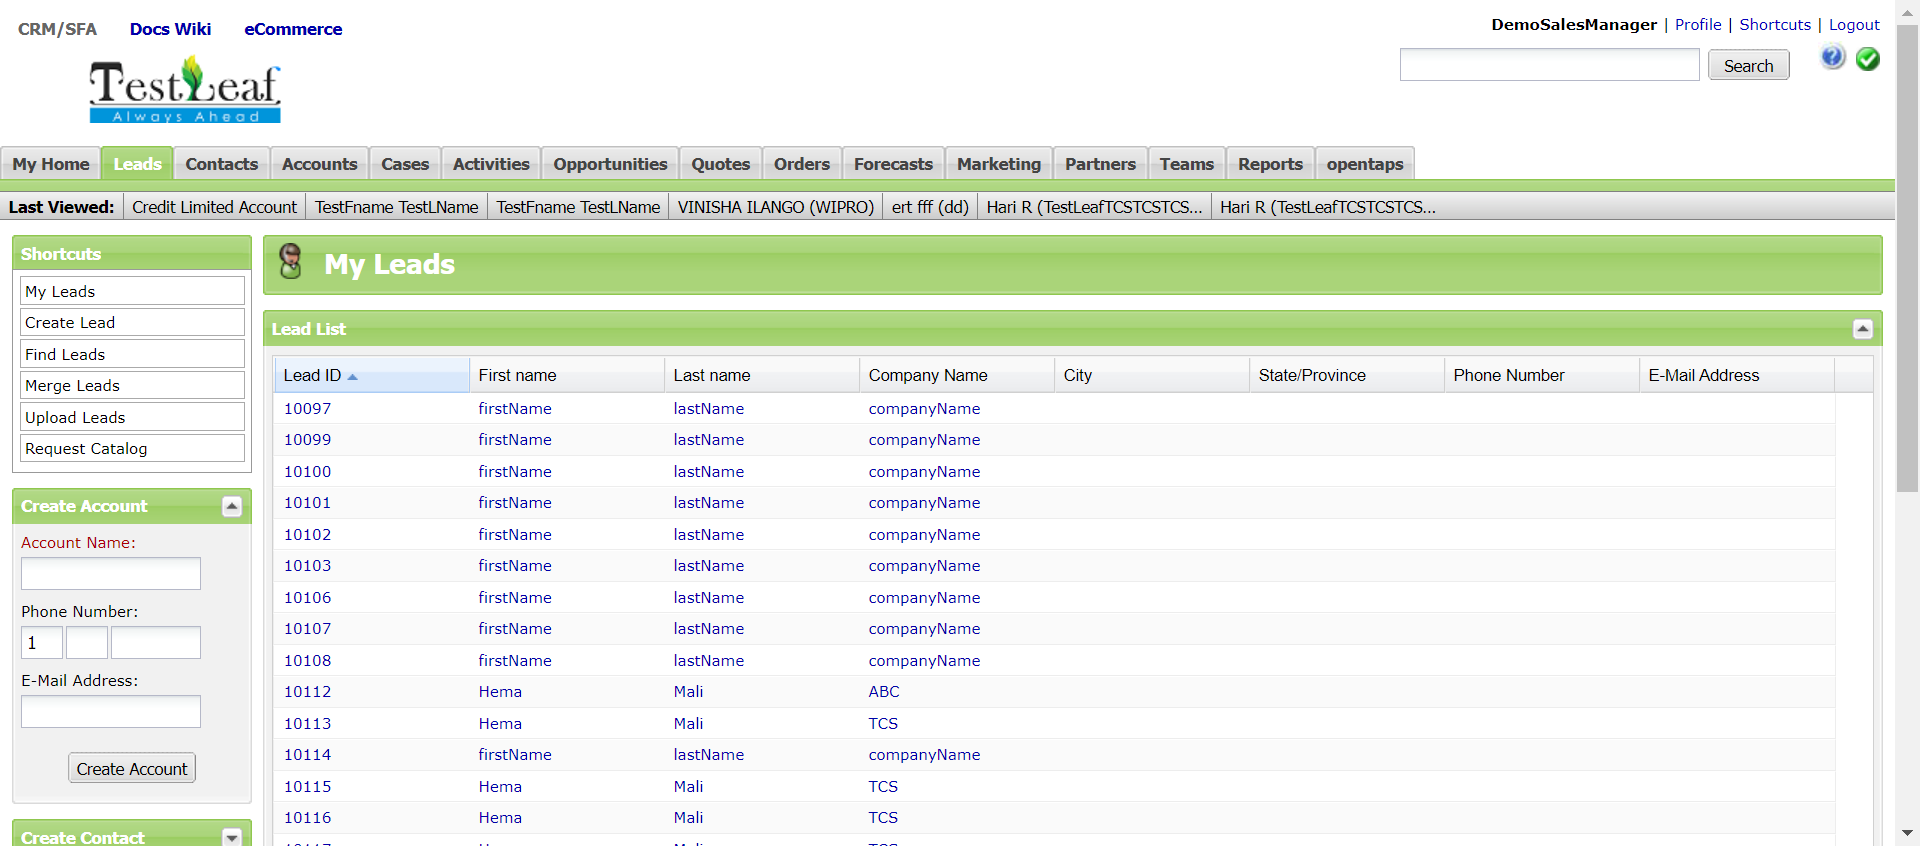 CRM/SFA Docs Wiki eCommerce
DemoSalesManager | Profile | Shortcuts | Logout
Search
TestLeaf
Always Ahead
My Home Leads Contacts Accounts Cases Activities Opportunities Quotes Orders Forecasts Marketing Partners Teams Reports opentaps
Last Viewed: Credit Limited Account TestFname TestLName TestFname TestLName VINISHA ILANGO (WIPRO) ert fff (dd) Hari R (TestLeafTCSTCSTCS... Hari R (TestLeafTCSTCSTCS...
Shortcuts
My Leads
Create Lead
Find Leads
Merge Leads
Upload Leads
Request Catalog
Create Account
Account Name:
Phone Number:
1
E-Mail Address:
Create Account
Create Contact
My Leads
Lead List
Lead ID First name Last name Company Name City State/Province Phone Number E-Mail Address
10097 firstName lastName companyName
10099 firstName lastName companyName
10100 firstName lastName companyName
10101 firstName lastName companyName
10102 firstName lastName companyName
10103 firstName lastName companyName
10106 firstName lastName companyName
10107 firstName lastName companyName
10108 firstName lastName companyName
10112 Hema Mali ABC
10113 Hema Mali TCS
10114 firstName lastName companyName
10115 Hema Mali TCS
10116 Hema Mali TCS